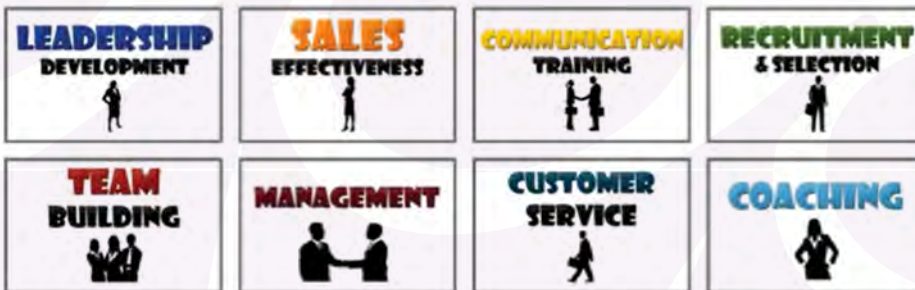 LEADERSHIP
DEVELOPMENT
SALES
EFFECTIVENESS
COMMUNICATION
TRAINING
RECRUITMENT
& SELECTION
TEAM
BUILDING
MANAGEMENT
CUSTOMER
SERVICE
COACHING